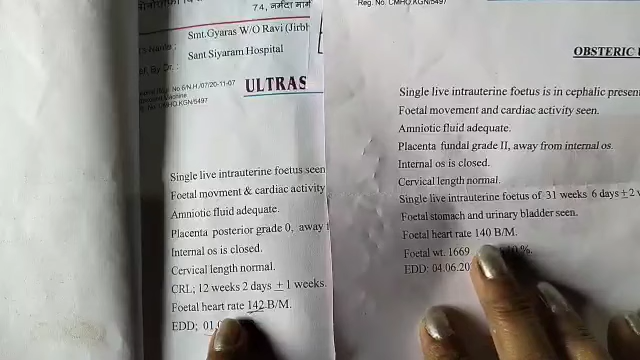 74, नर्मदा मार्ग
Smt.Gyaras W/O Ravi (Jirbh
Sant Siyaram Hospital
M. By Dr. :
ULTRAS
Single live intrauterine foetus seen
Foetal movment & cardiac activity
Amniotic fluid adequate.
Placenta posterior grade 0, away
Internal os is closed.
Cervical length normal.
CRL; 12 weeks 2 days ± 1 weeks.
Foetal heart rate 142 B/M.
EDD; 01
Reg. No. CMHO.KGN/5497
OBSTERIC
Single live intrauterine foetus is in cephalic present
Foetal movement and cardiac activity seen.
Amniotic fluid adequate.
Placenta fundal grade II, away from internal os.
Internal os is closed.
Cervical length normal.
Single live intrauterine foetus of 31 weeks 6 days ±2
Foetal stomach and urinary bladder seen.
Foetal heart rate 140 B/M.
Foetal wt. 1669 %.
EDD: 04.06.20